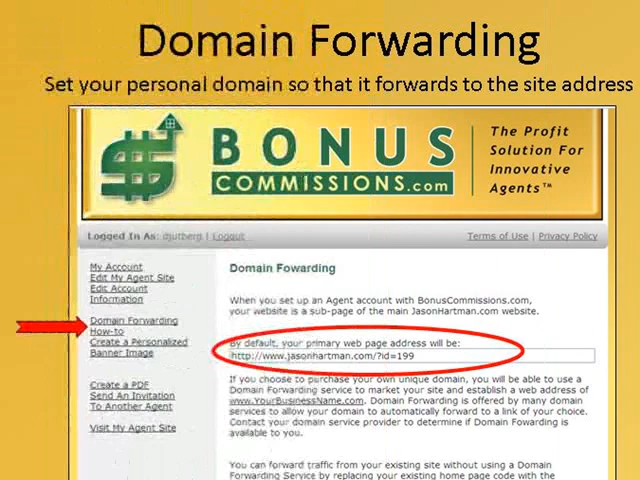 Domain Forwarding
Set your personal domain so that it forwards to the site address
BONUS
COMMISSIONS.com
The Profit
Solution For
Innovative
Agents™
Logged In As: djutberg | Logout
Terms of Use | Privacy Policy
My Account
Edit My Agent Site
Edit Account
Information
Domain Forwarding
How-to
Create a Personalized
Banner Image
Create a PDF
Send An Invitation
To Another Agent
Visit My Agent Site
Domain Fowarding
When you set up an Agent account with BonusCommissions.com,
your website is a sub-page of the main JasonHartman.com website.
By default, your primary web page address will be:
http://www.jasonhartman.com/?id=199
If you choose to purchase your own unique domain, you will be able to use a
Domain Forwarding service to market your site and establish a web address of
www.YourBusinessName.com. Domain Forwarding is offered by many domain
services to allow your domain to automatically forward to a link of your choice.
Contact your domain service provider to determine if Domain Fowarding is
available to you.
You can forward traffic from your existing site without using a Domain
Forwarding Service by replacing your existing home page code with the